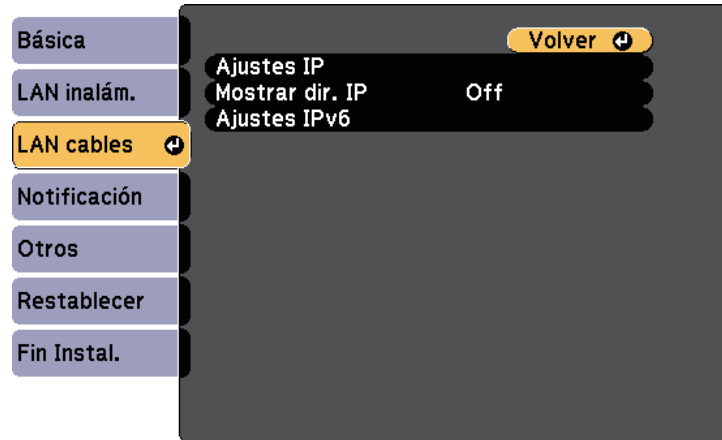 Básica
LAN inalám.
LAN cables
Notificación
Otros
Restablecer
Fin Instal.
Volver
Ajustes IP
Mostrar dir. IP Off
Ajustes IPv6